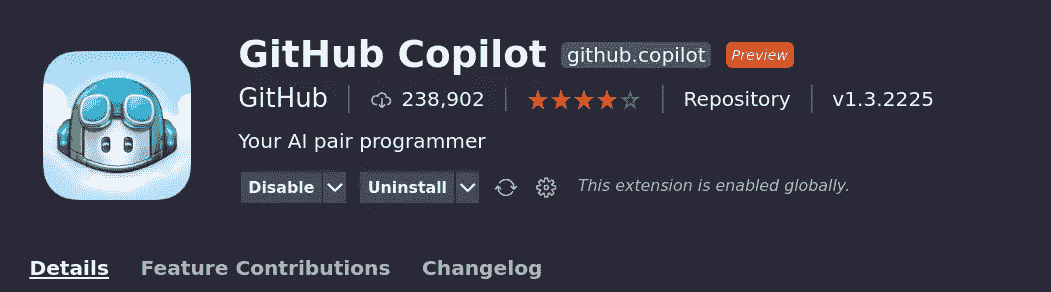 GitHub Copilot github.copilot Preview
GitHub 238,902 Repository v1.3.2225
Your AI pair programmer
Disable Uninstall This extension is enabled globally.
Details Feature Contributions Changelog